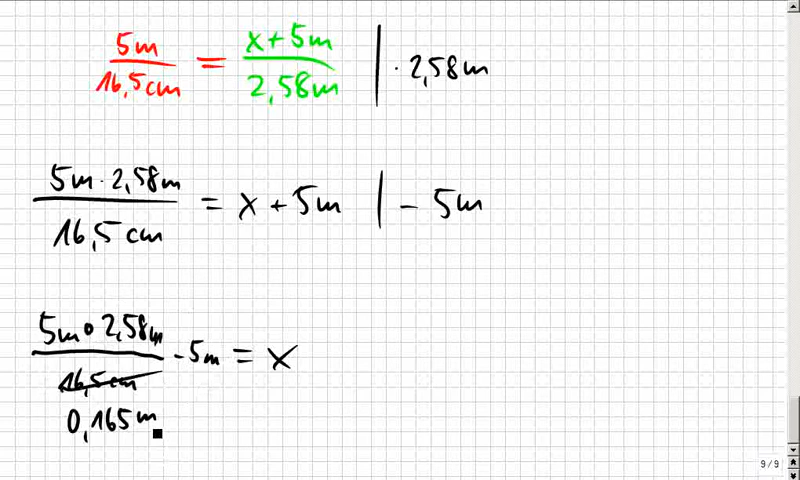 5m/16,5cm = x+5m/2,58m | · 2,58m
5m · 2,58m/16,5cm = x + 5m | - 5m
5m · 2,58m/16,5cm - 5m = x
0,165m
9/9